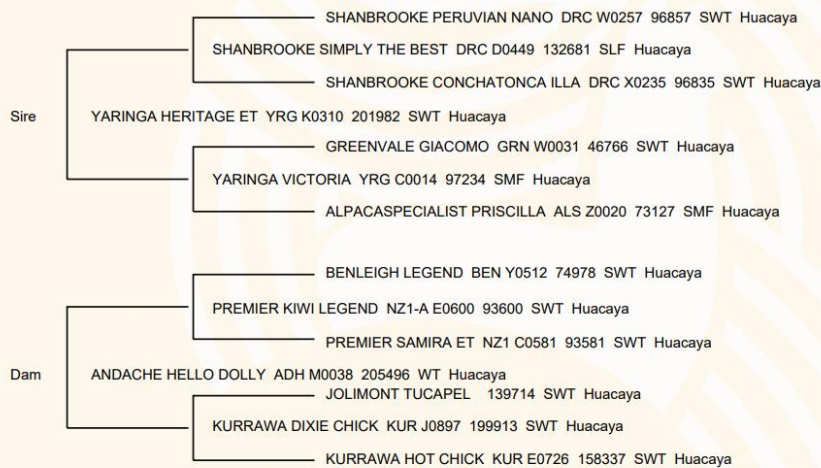 SHANBROOKE PERUVIAN NANO DRC W0257 96857 SWT Huacaya
SHANBROOKE SIMPLY THE BEST DRC D0449 132681 SLF Huacaya
SHANBROOKE CONCHATONCA ILLA DRC X0235 96835 SWT Huacaya
Sire YARINGA HERITAGE ET YRG K0310 201982 SWT Huacaya
GREENVALE GIACOMO GRN W0031 46766 SWT Huacaya
YARINGA VICTORIA YRG C0014 97234 SMF Huacaya
ALPACASPECIALIST PRISCILLA ALS Z0020 73127 SMF Huacaya
BENLEIGH LEGEND BEN Y0512 74978 SWT Huacaya
PREMIER KIWI LEGEND NZ1-A E0600 93600 SWT Huacaya
PREMIER SAMIRA ET NZ1 C0581 93581 SWT Huacaya
Dam ANDACHE HELLO DOLLY ADH M0038 205496 WT Huacaya
JOLIMONT TUCAPEL 139714 SWT Huacaya
KURRAWA DIXIE CHICK KUR J0897 199913 SWT Huacaya
KURRAWA HOT CHICK KUR E0726 158337 SWT Huacaya